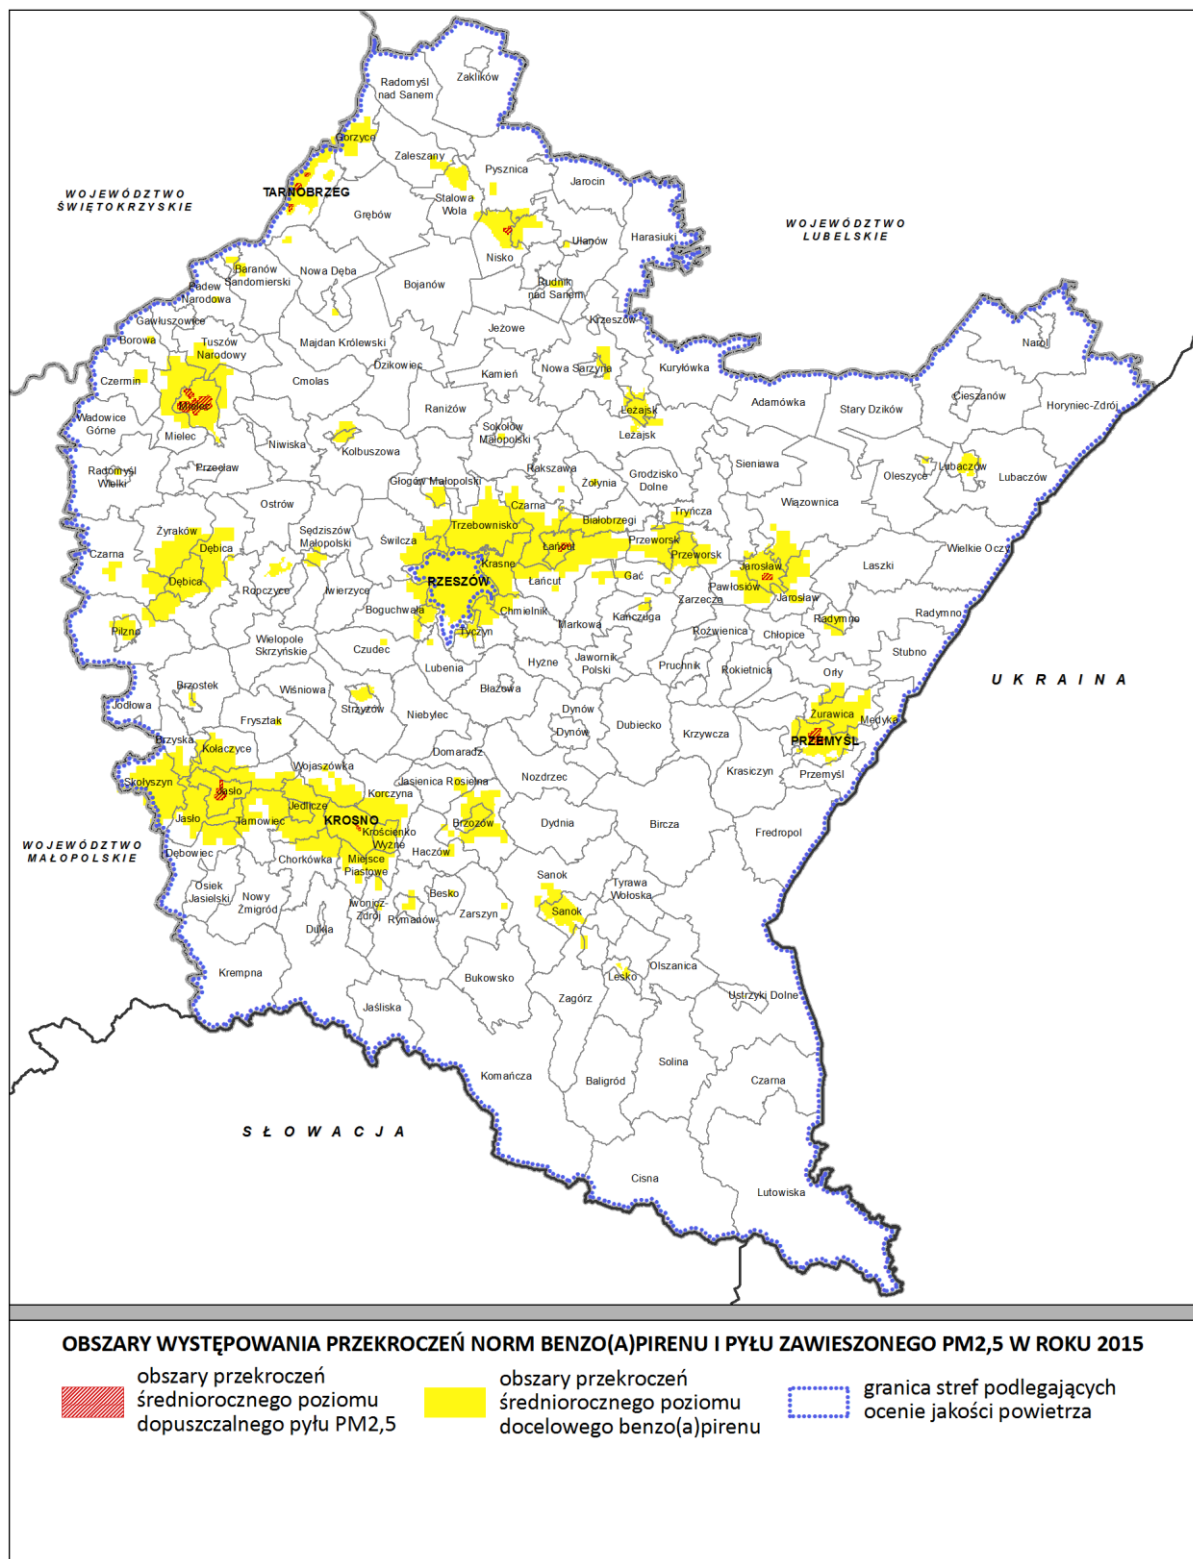 Zaklików
Radomyśl
nad Sanem
Gorzyce
Zaleszany
Pysznica
Jarocin
WOJEWÓDZTWO
ŚWIĘTOKRZYSKIE
TARNOBRZEG
Stalowa
Wola
Grębów
WOJEWÓDZTWO
LUBELSKIE
Harasiuki
Ulanów
Nisko
Baranów
Sandomierski
Nowa Dęba
Bojanów
Rudnik
nad Sanem
Padew
Narodowa
Gawłuszowice
Krzeszów
Jeżowe
Borowa
Tuszów
Narodowy
Majdan Królewski
Narol
Dzikowiec
Kamień
Nowa Sarzyna
Kuryłówka
Czermin
Cmolas
Cieszanów
Adamówka
Horyniec-Zdrój
Mielec
Raniżów
Leżajsk
Stary Dzików
Wadowice
Górne
Sokołów
Małopolski
Leżajsk
Mielec
Niwiska
Kolbuszowa
Sieniawa
Lubaczów
Radomyśl
Wielki
Przecław
Rakszawa
Grodzisko
Dolne
Oleszyce
Lubaczów
Głogów Małopolski
Żołynia
Ostrów
Czarna
Wiązownica
Tryńcza
Żyraków
Sędziszów
Małopolski
Trzebownisko
Białobrzegi
Świlcza
Przeworsk
Dębica
Łańcut
Przeworsk
Wielkie Oczy
Czarna
Krasne
Jarosław
Laszki
Dębica
RZESZÓW
Łańcut
Gać
Pawłosiów
Ropczyce
Iwierzyce
Zarzecze
Jarosław
Boguchwała
Chmielnik
Kańczuga
Radymno
Pilzno
Tyczyn
Markowa
Roźwienica
Chłopice
Radymno
Wielopole
Skrzyńskie
Czudec
Stubno
Lubenia
Hyżne
Jawornik
Polski
Pruchnik
Rokietnica
Orły
UKRAINA
Brzostek
Wiśniowa
Błażowa
Jodłowa
Strzyżów
Niebylec
Dynów
Frysztak
Dubiecko
Żurawica
Medyka
Dynów
Krzywcza
Brzyska
Kołaczyce
PRZEMYŚL
Domaradz
Wojaszówka
Krasiczyn
Przemyśl
Skołyszyn
Jasienica Rosielna
Nozdrzec
Jasło
Korczyna
Jedlicze
Jasło
Tarnowiec
KROSNO
Brzozów
Dydnia
Bircza
Krościenko
Wyżne
Fredropol
WOJEWÓDZTWO
MAŁOPOLSKIE
Dębowiec
Haczów
Chorkówka
Miejsce
Piastowe
Sanok
Osiek
Jasielski
Nowy
Żmigród
Besko
Tyrawa
Wołoska
Iwonicz-
Zdrój
Rymanów
Zarszyn
Sanok
Dukla
Krempna
Bukowsko
Lesko
Olszanica
Zagórz
Ustrzyki Dolne
Jaśliska
Solina
Komańcza
Baligród
Czarna
SŁOWACJA
Cisna
Lutowiska
OBSZARY WYSTĘPOWANIA PRZEKROCZEŃ NORM BENZO(A)PIRENU I PYŁU ZAWIESZONEGO PM2,5 W ROKU 2015
obszary przekroczeń
średniorocznego poziomu
dopuszczalnego pyłu PM2,5
obszary przekroczeń
średniorocznego poziomu
docelowego benzo(a)pirenu
granica stref podlegających
ocenie jakości powietrza